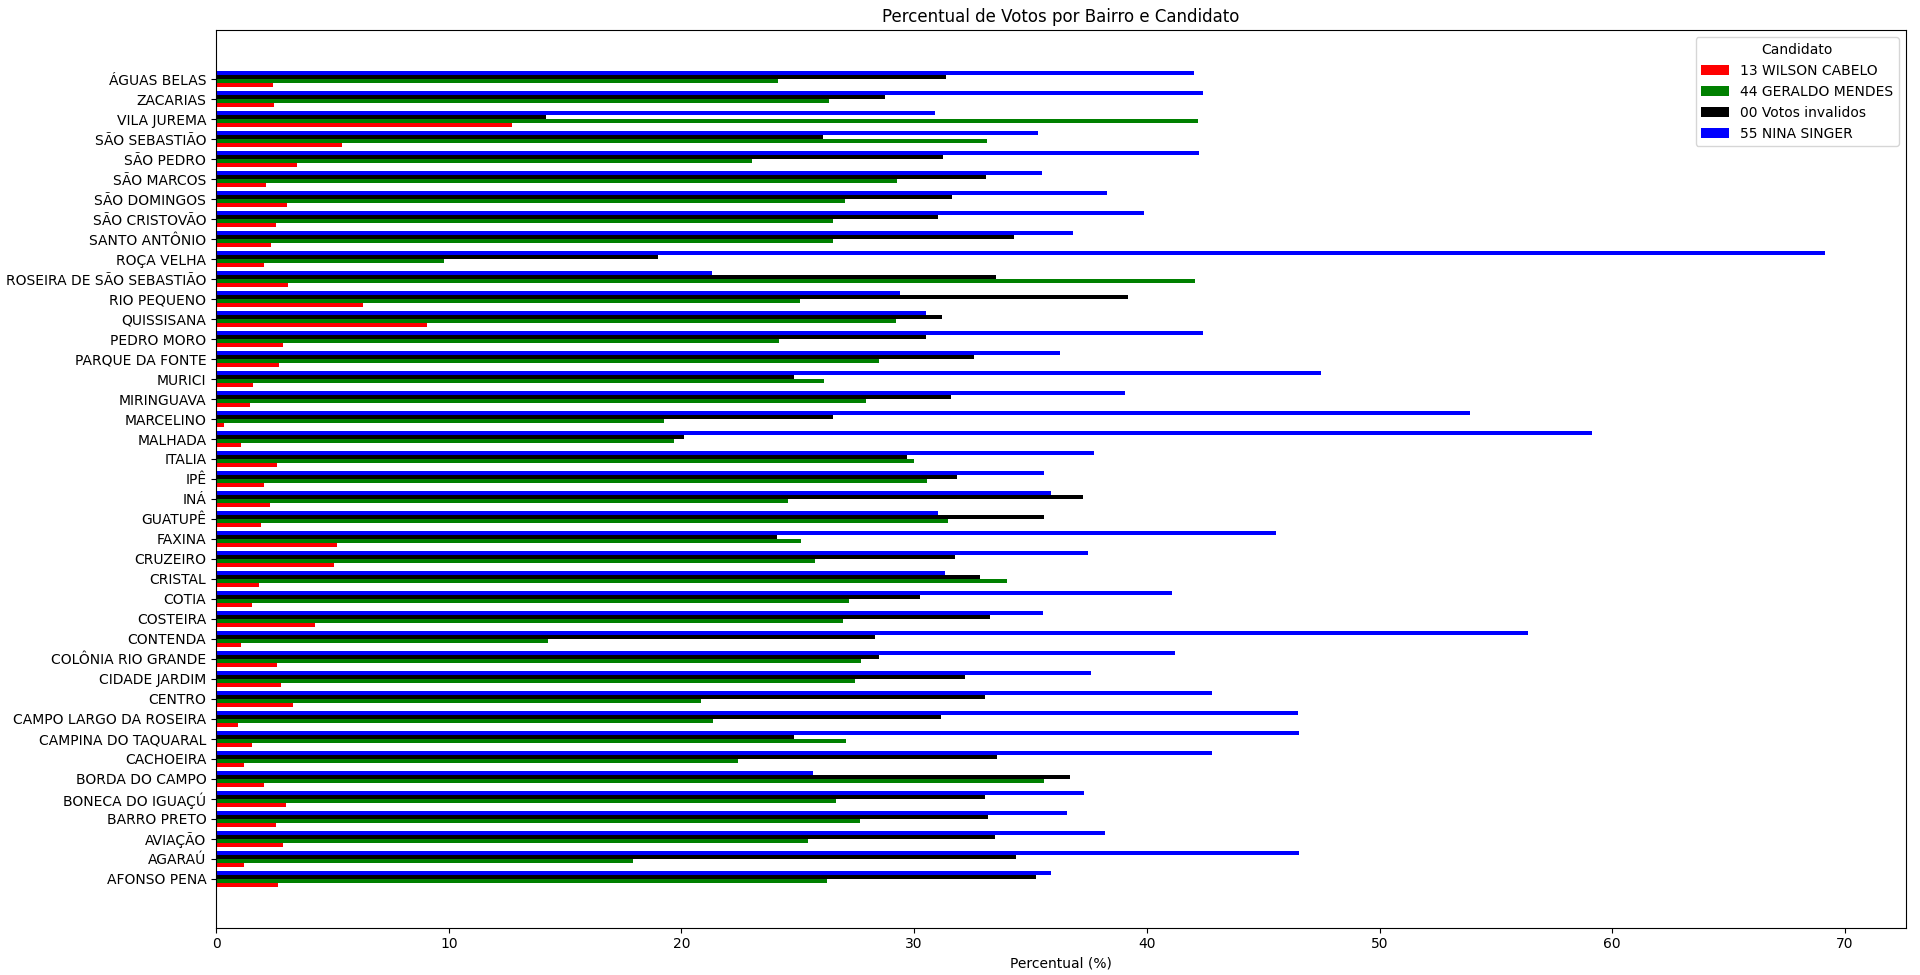 Percentual de Votos por Bairro e Candidato
Candidato
13 WILSON CABELO
44 GERALDO MENDES
00 Votos invalidos
55 NINA SINGER
ÁGUAS BELAS
ZACARIAS
VILA JUREMA
SÃO SEBASTIÃO
SÃO PEDRO
SÃO MARCOS
SÃO DOMINGOS
SÃO CRISTOVÃO
SANTO ANTÔNIO
ROÇA VELHA
ROSEIRA DE SÃO SEBASTIÃO
RIO PEQUENO
QUISSISANA
PEDRO MORO
PARQUE DA FONTE
MURICI
MIRINGUAVA
MARCELINO
MALHADA
ITALIA
IPÊ
INÁ
GUATUPÊ
FAXINA
CRUZEIRO
CRISTAL
COTIA
COSTEIRA
CONTENDA
COLÔNIA RIO GRANDE
CIDADE JARDIM
CENTRO
CAMPO LARGO DA ROSEIRA
CAMPINA DO TAQUARAL
CACHOEIRA
BORDA DO CAMPO
BONECA DO IGUAÇÚ
BARRO PRETO
AVIAÇÃO
AGARAÚ
AFONSO PENA
0 10 20 30 40 50 60 70
Percentual (%)